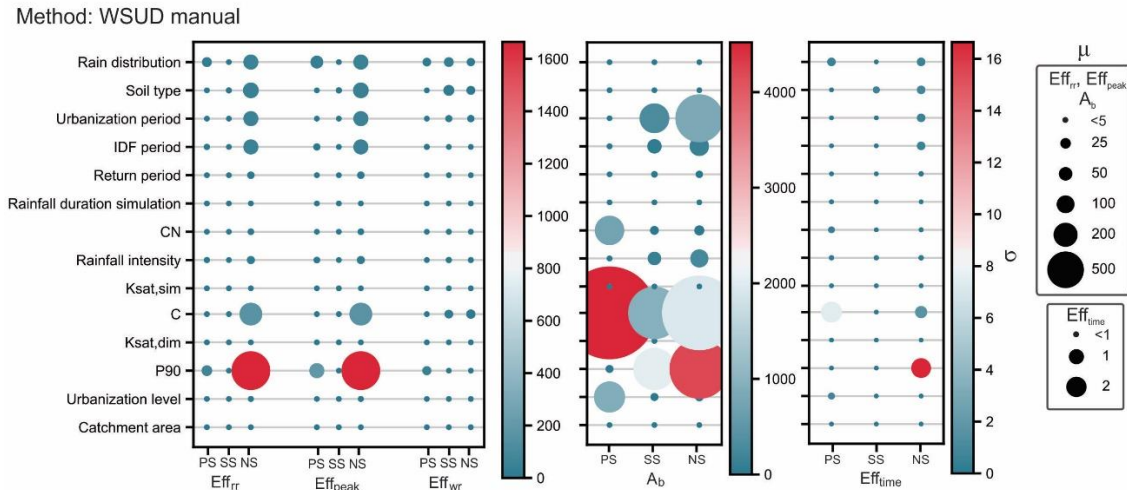 Method: WSUD manual
Rain distribution
Soil type
Urbanization period
IDF period
Return period
Rainfall duration simulation
CN
Rainfall intensity
Ksat,sim
C
Ksat,dim
P90
Urbanization level
Catchment area
PS SS NS PS SS NS PS SS NS
Eff_rr Eff_peak Eff_wr
1600
1400
1200
1000
800
600
400
200
0
PS SS NS
A_b
4000
3000
2000
1000
0
PS SS NS
Eff_time
16
14
12
10
8
6
4
2
0
σ
μ
Eff_rr, Eff_peak
A_b
<5
25
50
100
200
500
Eff_time
<1
1
2